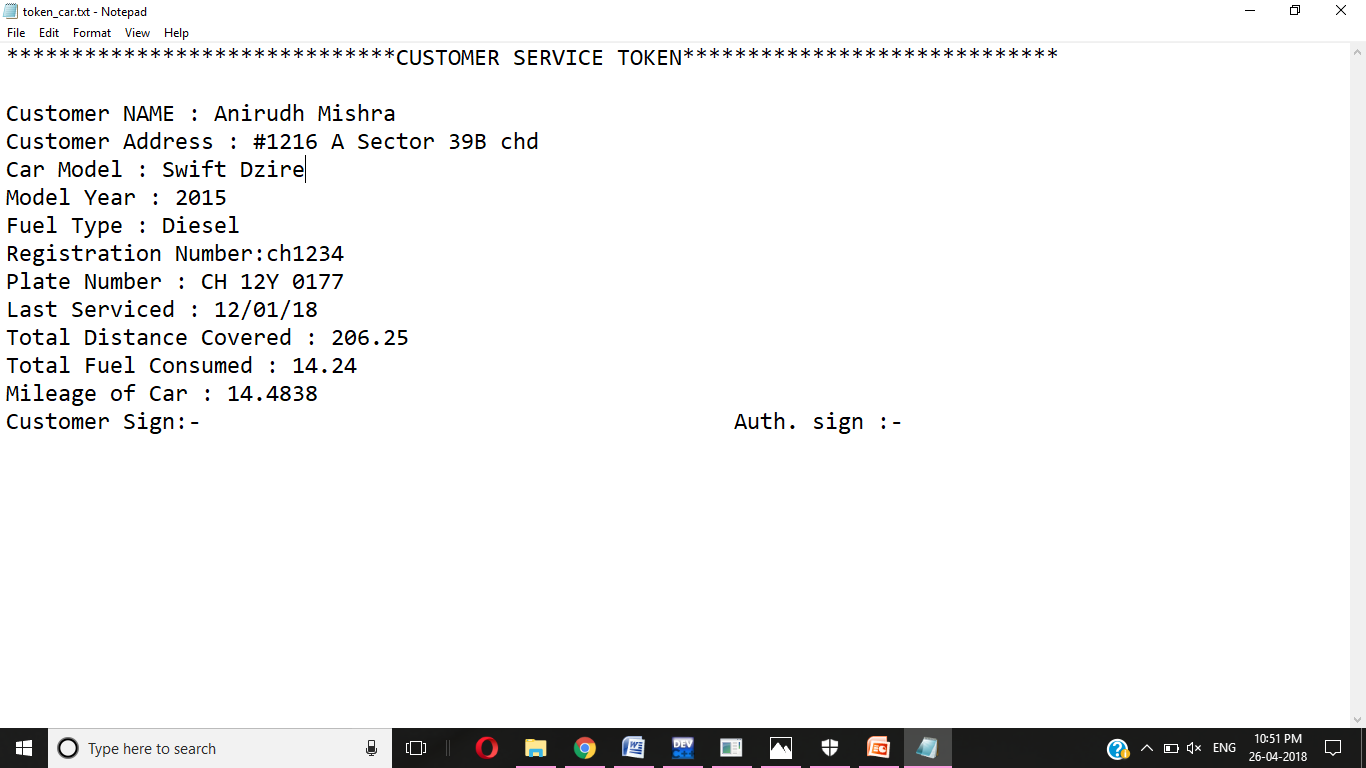 token_car.txt - Notepad
File Edit Format View Help
******************************CUSTOMER SERVICE TOKEN*****************************
Customer NAME : Anirudh Mishra
Customer Address : #1216 A Sector 39B chd
Car Model : Swift Dzire
Model Year : 2015
Fuel Type : Diesel
Registration Number:ch1234
Plate Number : CH 12Y 0177
Last Serviced : 12/01/18
Total Distance Covered : 206.25
Total Fuel Consumed : 14.24
Mileage of Car : 14.4838
Customer Sign:- Auth. sign :-
Type here to search
DEV
ENG
10:51 PM
26-04-2018